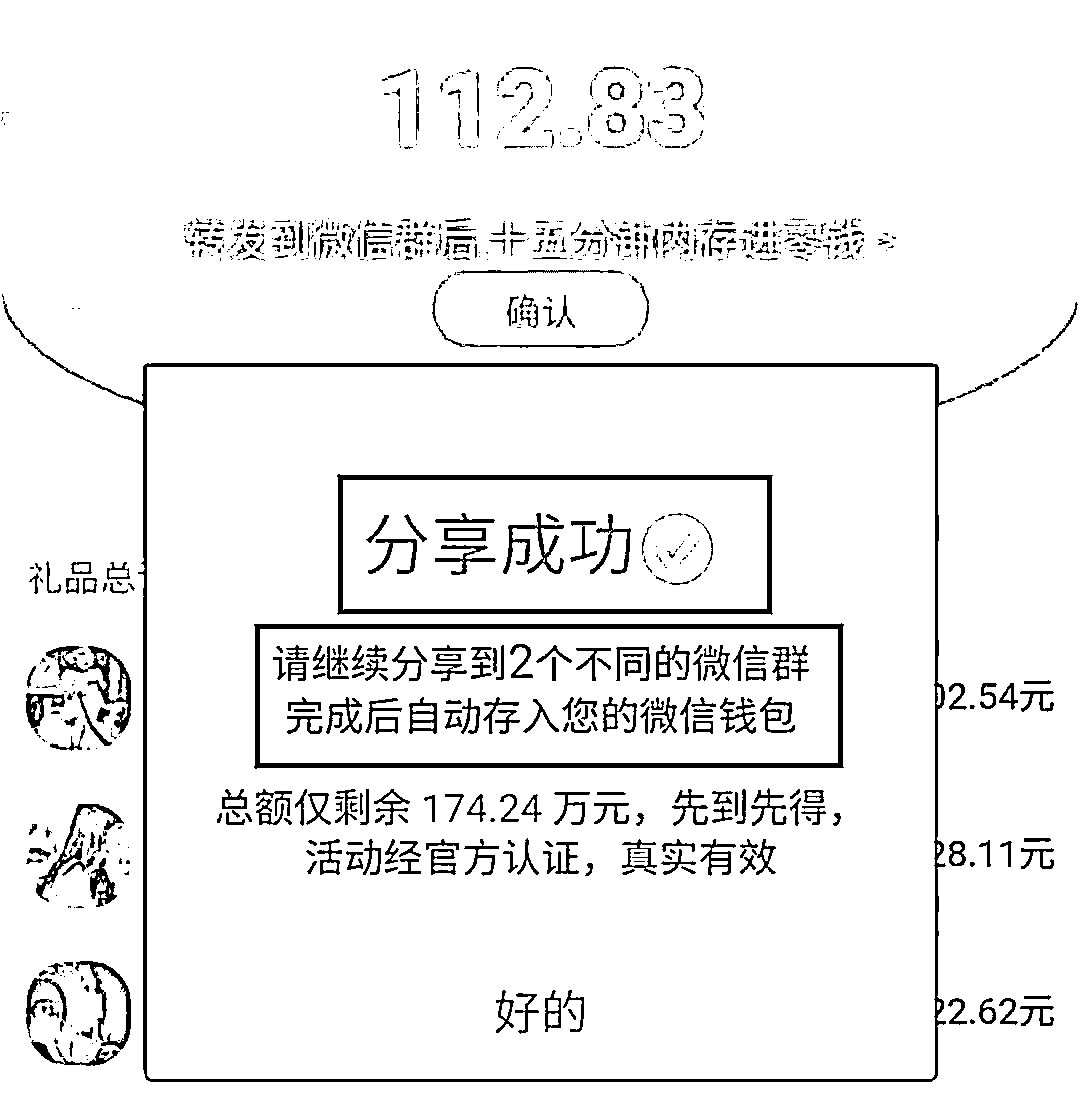 112.83
转发到微信群后十五分钟内存进零钱 >
确认
分享成功
礼品总
请继续分享到2个不同的微信群
完成后自动存入您的微信钱包
02.54元
总额仅剩余 174.24 万元，先到先得，
活动经官方认证，真实有效
28.11元
好的
22.62元